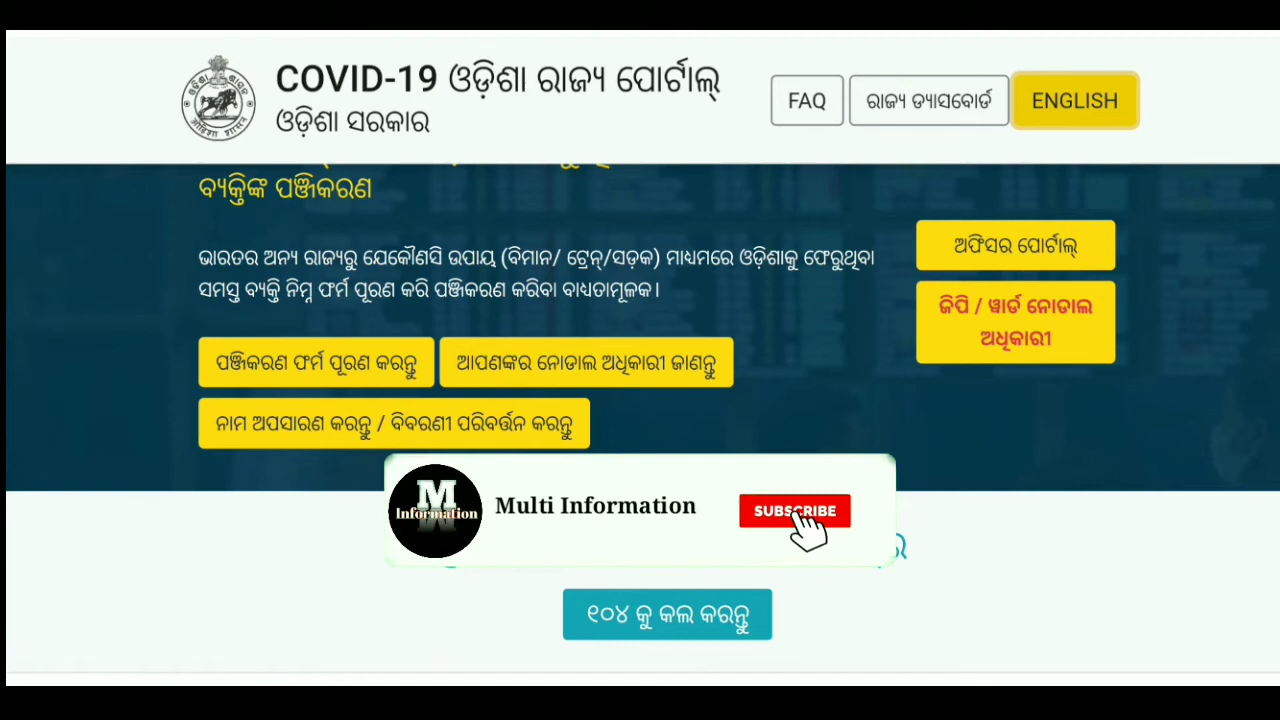 COVID-19 ଓଡ଼ିଶା ରାଜ୍ୟ ପୋର୍ଟାଲ୍
ଓଡ଼ିଶା ସରକାର
FAQ
ରାଜ୍ୟ ଡ୍ୟାସବୋର୍ଡ
ENGLISH
ବ୍ୟକ୍ତିଙ୍କ ପଞ୍ଜିକରଣ
ଭାରତର ଅନ୍ୟ ରାଜ୍ୟରୁ ଯେକୌଣସି ଉପାୟ (ବିମାନ/ ଟ୍ରେନ୍/ସଡ଼କ) ମାଧ୍ୟମରେ ଓଡ଼ିଶାକୁ ଫେରୁଥିବା
ସମସ୍ତ ବ୍ୟକ୍ତି ନିମ୍ନ ଫର୍ମ ପୂରଣ କରି ପଞ୍ଜିକରଣ କରିବା ବାଧ୍ୟତାମୂଳକ।
ପଞ୍ଜିକରଣ ଫର୍ମ ପୂରଣ କରନ୍ତୁ
ଆପଣଙ୍କର ନୋଡାଲ ଅଧିକାରୀ ଜାଣନ୍ତୁ
ନାମ ଅପସାରଣ କରନ୍ତୁ / ବିବରଣୀ ପରିବର୍ତ୍ତନ କରନ୍ତୁ
ଅଫିସର ପୋର୍ଟାଲ୍
ଜିପି / ୱାର୍ଡ ନୋଡାଲ
ଅଧିକାରୀ
M
Information
Multi Information
SUBSCRIBE
୧୦୪ କୁ କଲ କରନ୍ତୁ